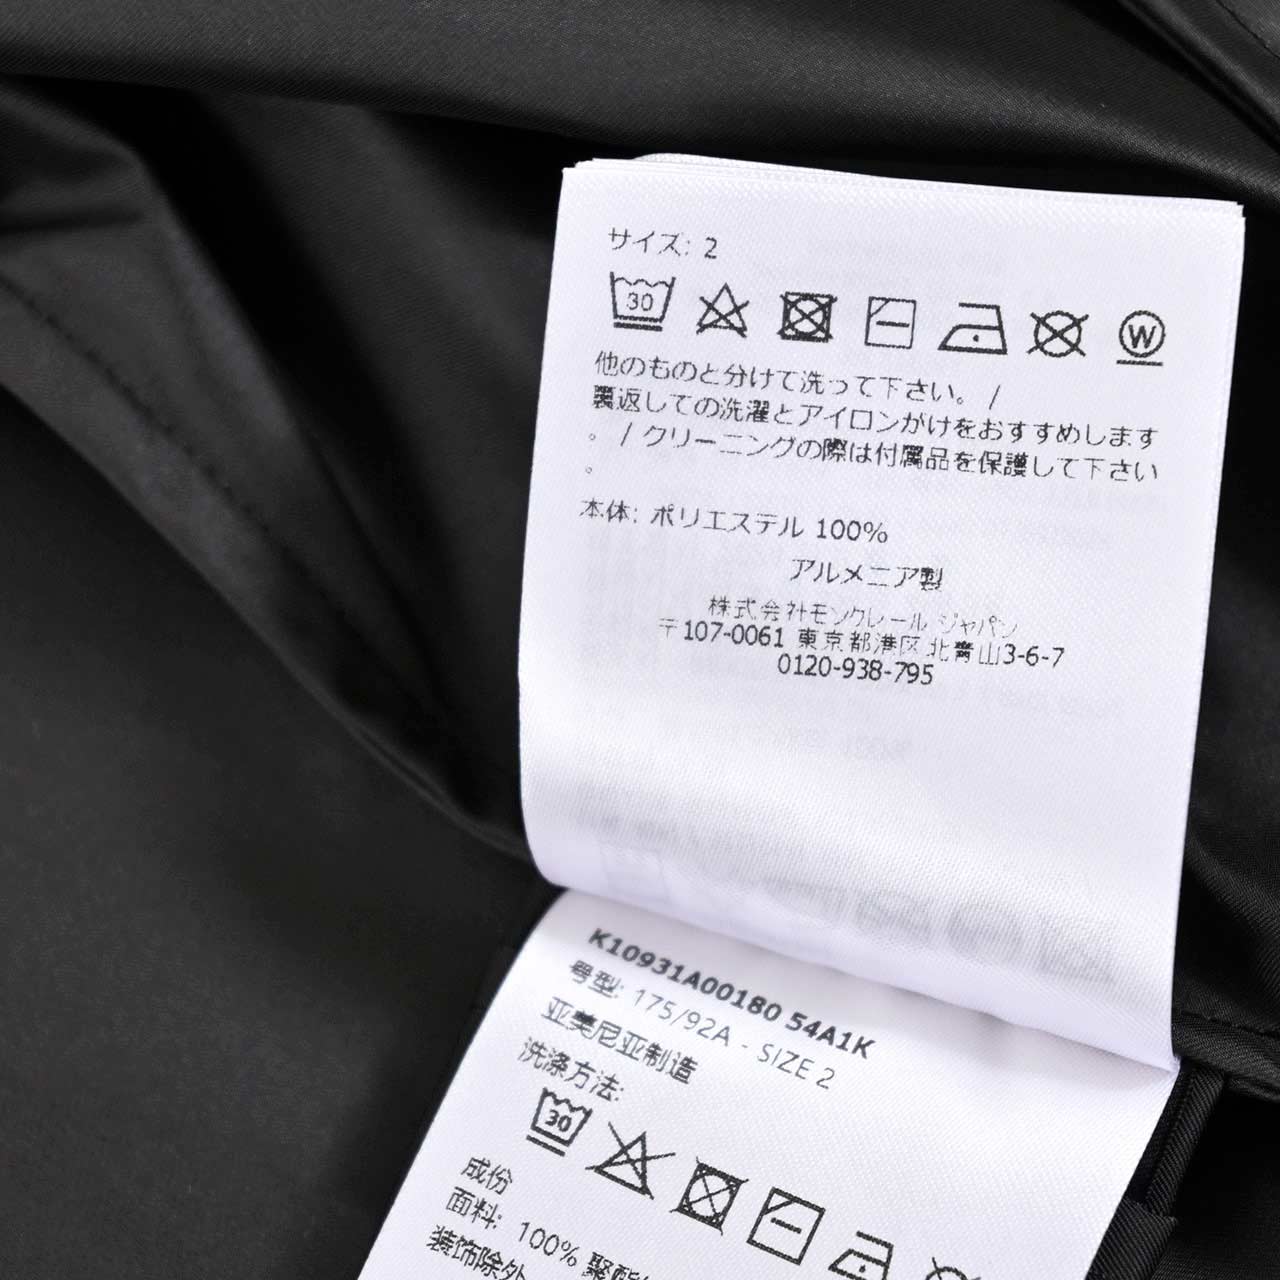 サイズ: 2
30
W
他のものと分けて洗って下さい。 /
裏返しての洗濯とアイロンがけをおすすめします
。 / クリーニングの際は付属品を保護して下さい
。
本体: ポリエステル 100%
アルメニア製
株式会社モンクレール ジャパン
〒107-0061 東京都港区北青山3-6-7
0120-938-795
K10931A00180 54A1K
号型: 175/92A - SIZE 2
亚美尼亚制造
洗涤方法:
30
成份
面料: 100% 聚酯
装饰除外